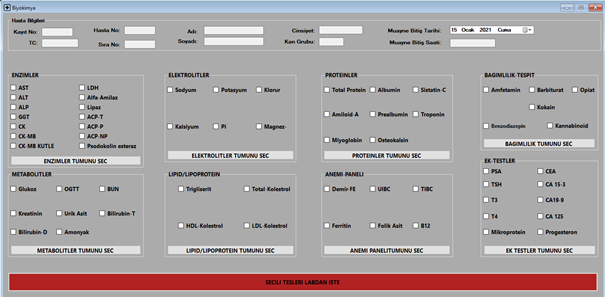 Biyokimya
Hasta Bilgileri
Kayıt No: Hasta No: Adı: Cinsiyet: Muayne Bitiş Tarihi: 15 Ocak 2021 Cuma
TC: Sıra No: Soyadı: Kan Grubu: Muayne Bitiş Saati:
ENZIMLER
AST LDH
ALT Alfa-Amilaz
ALP Lipaz
GGT ACP-T
CK ACP-P
CK-MB ACP-NP
CK-MB KUTLE Psodokolin esteraz
ENZIMLER TUMUNU SEC
ELEKTROLITLER
Sodyum Potasyum Klorur
Kalsiyum Pi Magnez-
ELEKTROLITLER TUMUNU SEC
PROTEINLER
Total Protein Albumin Sistatin-C
Amiloid-A Prealbumin Troponin
Miyoglobin Osteokalsin
PROTEINLER TUMUNU SEC
BAGIMLILIK-TESPIT
Amfetamin Barbiturat Opiat
Kokain
Benzodiazepin Kannabinoid
BAGIMLILIK TUMUNU SEC
METABOLITLER
Glukoz OGTT BUN
Kreatinin Urik Asit Bilirubin-T
Bilirubin-D Amonyak
METABOLITLER TUMUNU SEC
LIPID/LIPOPROTEIN
Trigliserit Total-Kolestrol
HDL-Kolestrol LDL-Kolestrol
LIPID/LIPOPROTEIN TUMUNU SEC
ANEMI-PANELI
Demir-FE UIBC TIBC
Ferritin Folik Asit B12
ANEMI PANELITUMUNU SEC
EK-TESTLER
PSA CEA
TSH CA 15-3
T3 CA19-9
T4 CA 125
Mikroprotein Progesteron
EK TESTLER TUMUNU SEC
SECILI TESLERI LABDAN ISTE